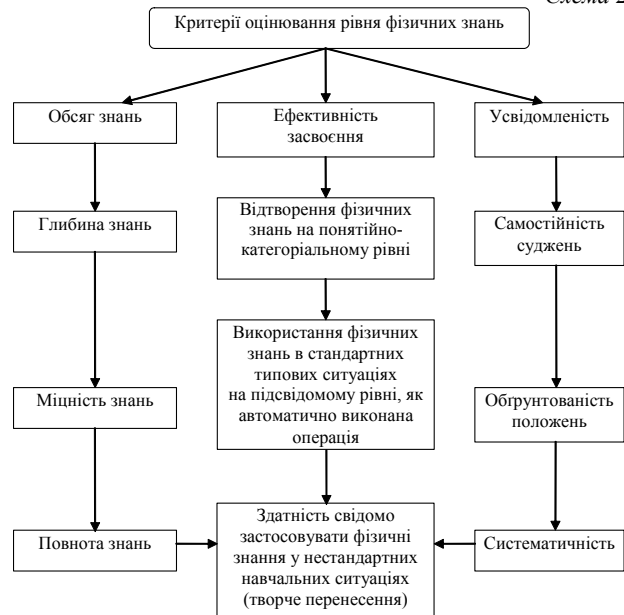 Схема 2
Критерії оцінювання рівня фізичних знань
Обсяг знань
Ефективність
засвоєння
Усвідомленість
Глибина знань
Відтворення фізичних
знань на понятійно-
категоріальному рівні
Самостійність
суджень
Міцність знань
Використання фізичних
знань в стандартних
типових ситуаціях
на підсвідомому рівні, як
автоматично виконана
операція
Обґрунтованість
положень
Повнота знань
Здатність свідомо
застосовувати фізичні
знання у нестандартних
навчальних ситуаціях
(творче перенесення)
Систематичність